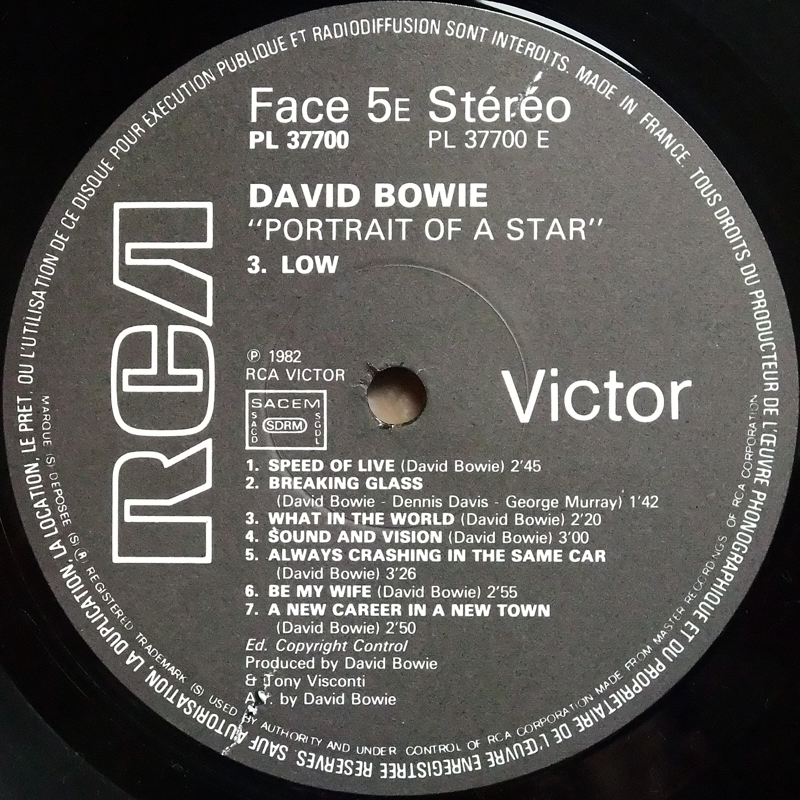 Face 5E Stéréo
PL 37700 PL 37700 E
DAVID BOWIE
"PORTRAIT OF A STAR"
3. LOW
RCA
Victor
℗ 1982
RCA VICTOR
SACEM
SACD SDRM SGDL
1. SPEED OF LIVE (David Bowie) 2'45
2. BREAKING GLASS
(David Bowie - Dennis Davis - George Murray) 1'42
3. WHAT IN THE WORLD (David Bowie) 2'20
4. SOUND AND VISION (David Bowie) 3'00
5. ALWAYS CRASHING IN THE SAME CAR
(David Bowie) 3'26
6. BE MY WIFE (David Bowie) 2'55
7. A NEW CAREER IN A NEW TOWN
(David Bowie) 2'50
Ed. Copyright Control
Produced by David Bowie
& Tony Visconti
by David Bowie
MADE IN FRANCE. TOUS DROITS DU PRODUCTEUR DE L'ŒUVRE PHONOGRAPHIQUE ET DU PROPRIETAIRE DE L'ŒUVRE ENREGISTREE RESERVES. SAUF AUTORISATION, LA DUPLICATION, LA LOCATION, LE PRET, OU L'UTILISATION DE CE DISQUE POUR EXECUTION PUBLIQUE ET RADIODIFFUSION SONT INTERDITS.
MARQUE (S) DEPOSEE (S) ® REGISTERED TRADEMARK (S) USED BY AUTHORITY AND UNDER CONTROL OF RCA CORPORATION MADE FROM MASTER RECORDINGS OF RCA CORPORATION